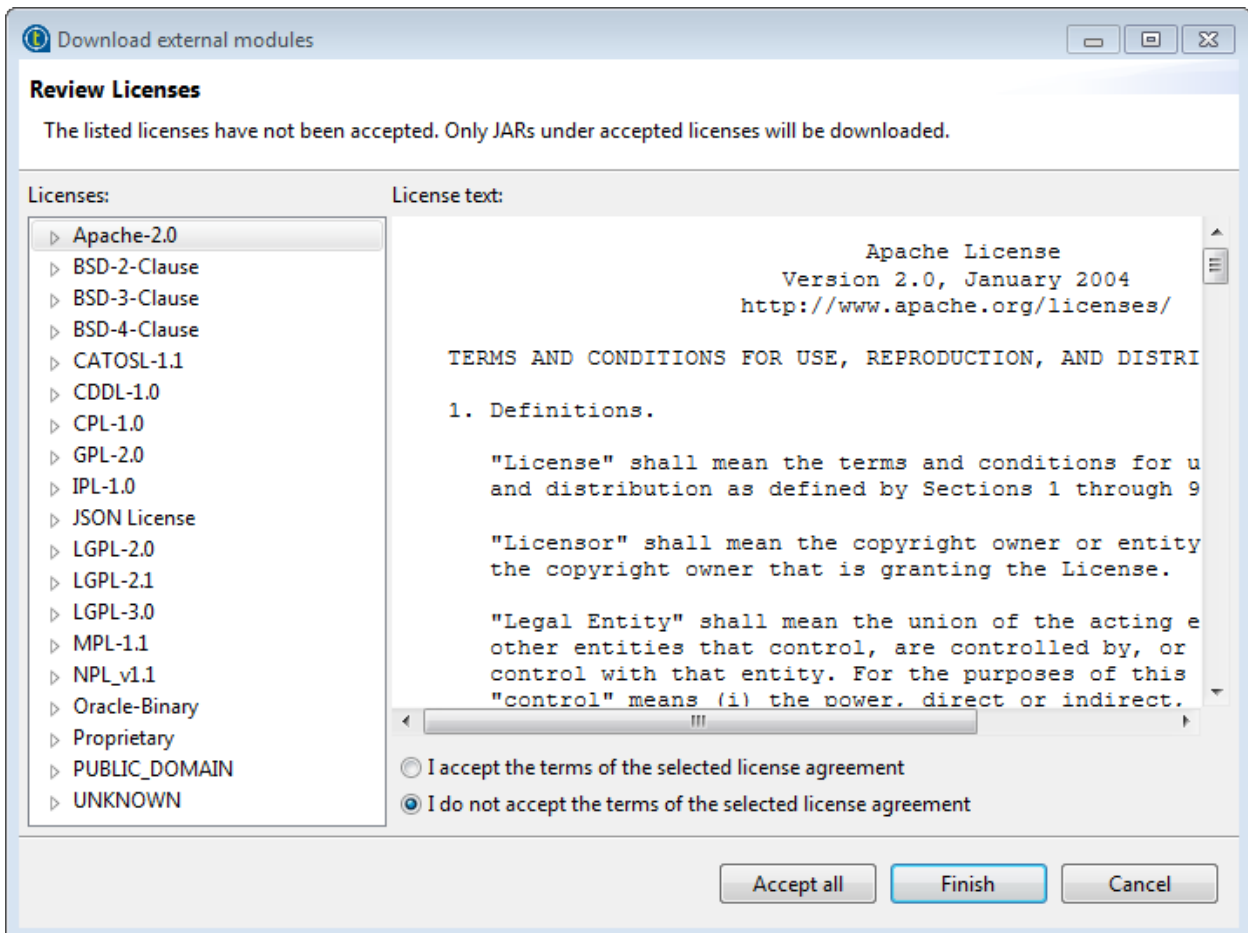 Download external modules
Review Licenses
The listed licenses have not been accepted. Only JARs under accepted licenses will be downloaded.
Licenses:
Apache-2.0
BSD-2-Clause
BSD-3-Clause
BSD-4-Clause
CATOSL-1.1
CDDL-1.0
CPL-1.0
GPL-2.0
IPL-1.0
JSON License
LGPL-2.0
LGPL-2.1
LGPL-3.0
MPL-1.1
NPL_v1.1
Oracle-Binary
Proprietary
PUBLIC_DOMAIN
UNKNOWN
License text:
Apache License
Version 2.0, January 2004
http://www.apache.org/licenses/
TERMS AND CONDITIONS FOR USE, REPRODUCTION, AND DISTRI
1. Definitions.
"License" shall mean the terms and conditions for u
and distribution as defined by Sections 1 through 9
"Licensor" shall mean the copyright owner or entity
the copyright owner that is granting the License.
"Legal Entity" shall mean the union of the acting e
other entities that control, are controlled by, or
control with that entity. For the purposes of this
"control" means (i) the power, direct or indirect,
I accept the terms of the selected license agreement
I do not accept the terms of the selected license agreement
Accept all
Finish
Cancel